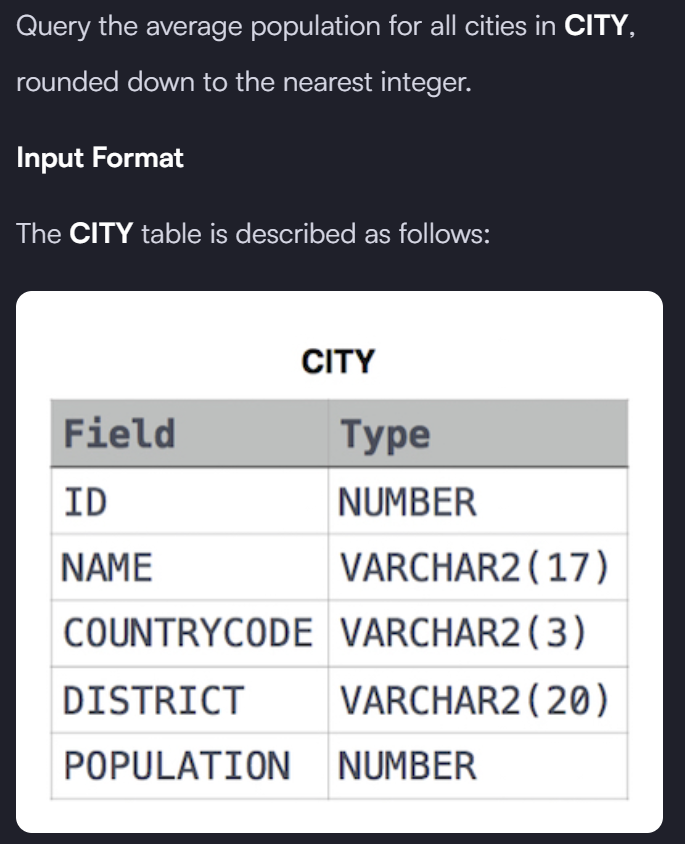 Query the average population for all cities in CITY,
rounded down to the nearest integer.
Input Format
The CITY table is described as follows:
CITY
Field Type
ID NUMBER
NAME VARCHAR2(17)
COUNTRYCODE VARCHAR2(3)
DISTRICT VARCHAR2(20)
POPULATION NUMBER